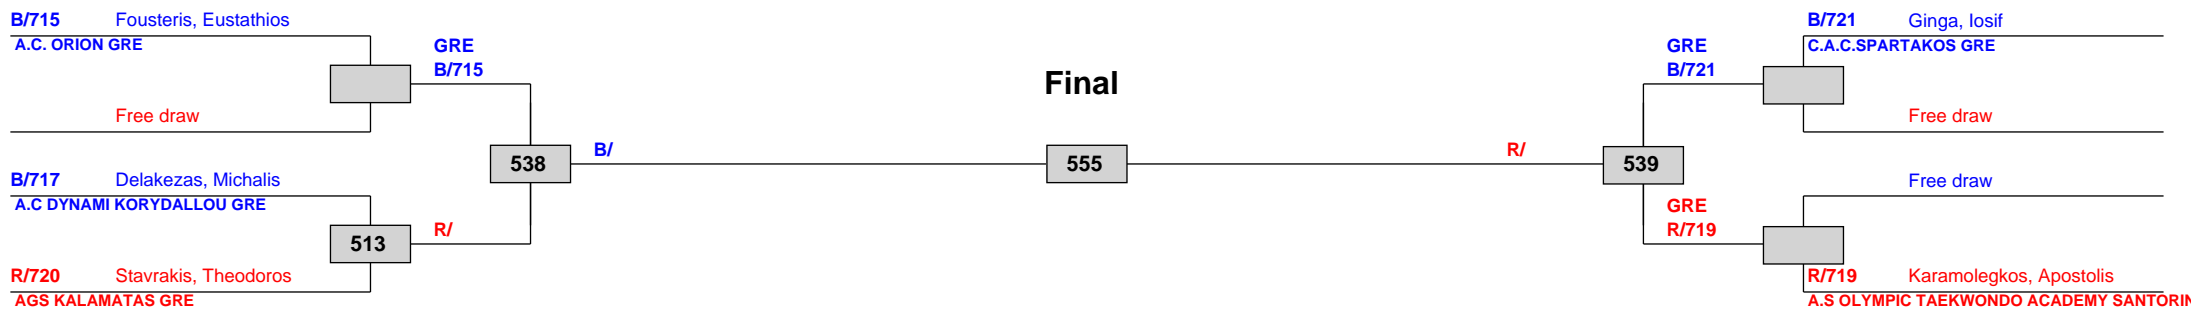 B/715 Fousteris, Eustathios
A.C. ORION GRE
GRE
B/715
Free draw
B/717 Delakezas, Michalis
A.C DYNAMI KORYDALLOU GRE
513
R/
R/720 Stavrakis, Theodoros
AGS KALAMATAS GRE
538
B/
Final
555
R/
539
GRE
B/721
B/721 Ginga, Iosif
C.A.C.SPARTAKOS GRE
Free draw
Free draw
GRE
R/719
R/719 Karamolegkos, Apostolis
A.S OLYMPIC TAEKWONDO ACADEMY SANTORIN